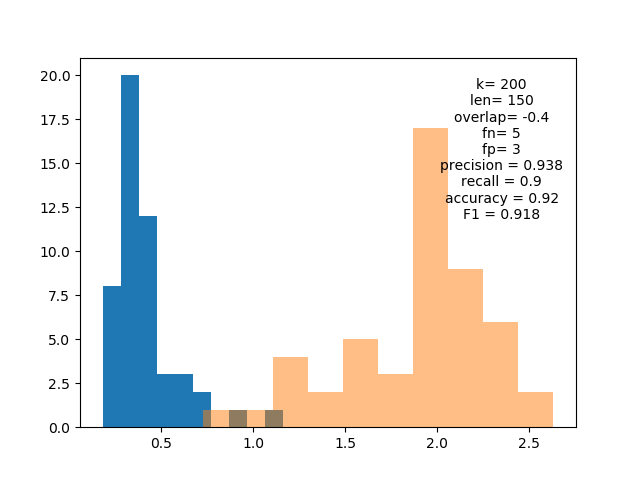 20.0
17.5
15.0
12.5
10.0
7.5
5.0
2.5
0.0
k= 200
len= 150
overlap= -0.4
fn= 5
fp= 3
precision = 0.938
recall = 0.9
accuracy = 0.92
F1 = 0.918
0.5 1.0 1.5 2.0 2.5